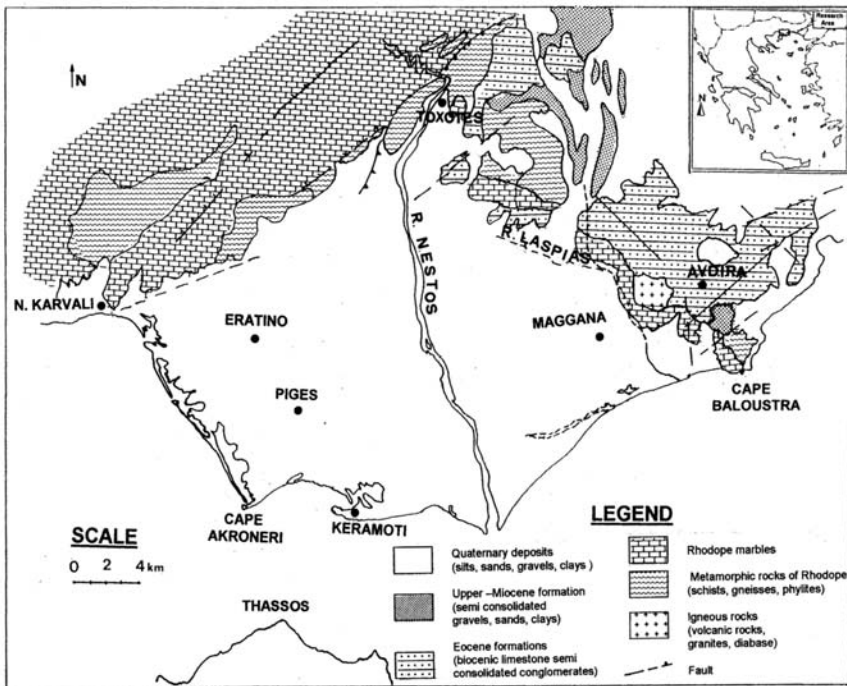 Research
Area
N
N
TOXOTES
R. NESTOS
R. LASPIAS
AVDIRA
N. KARVALI
ERATINO
MAGGANA
PIGES
CAPE
BALOUSTRA
CAPE
AKRONERI
KERAMOTI
SCALE
0 2 4 km
THASSOS
LEGEND
Quaternary deposits
(silts, sands, gravels, clays )
Upper –Miocene formation
(semi consolidated
gravels, sands, clays)
Eocene formations
(biocenic limestone semi
consolidated conglomerates)
Rhodope marbles
Metamorphic rocks of Rhodope
(schists, gneisses, phylites)
Igneous rocks
(volcanic rocks,
granites, diabase)
Fault